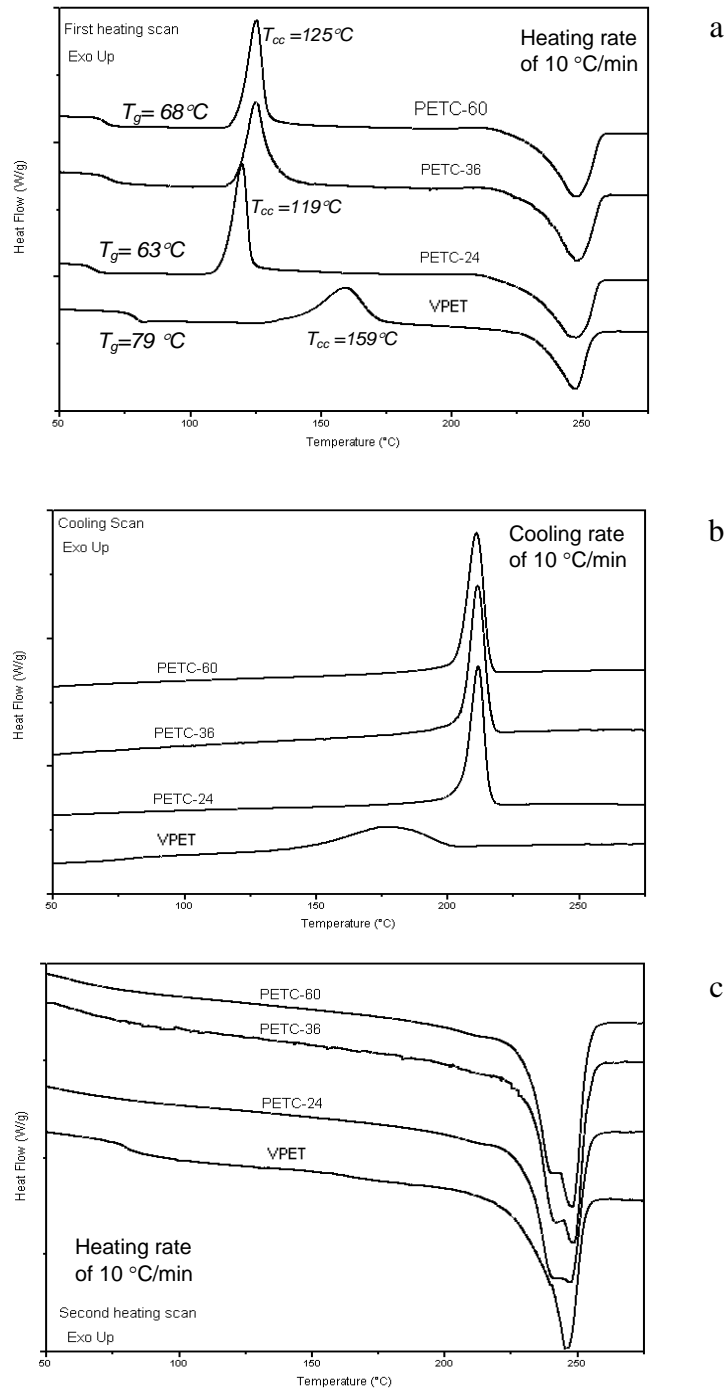 a
First heating scan
Exo Up
Tcc =125°C
Heating rate
of 10 °C/min
Tg= 68°C
PETC-60
PETC-36
Tcc =119°C
Tg= 63°C
PETC-24
VPET
Tg=79 °C
Tcc =159°C
Heat Flow (W/g)
50
100
150
200
250
Temperature (°C)
b
Cooling Scan
Exo Up
Cooling rate
of 10 °C/min
PETC-60
PETC-36
PETC-24
VPET
Heat Flow (W/g)
50
100
150
200
250
Temperature (°C)
c
PETC-60
PETC-36
PETC-24
VPET
Heating rate
of 10 °C/min
Second heating scan
Exo Up
Heat Flow (W/g)
50
100
150
200
250
Temperature (°C)